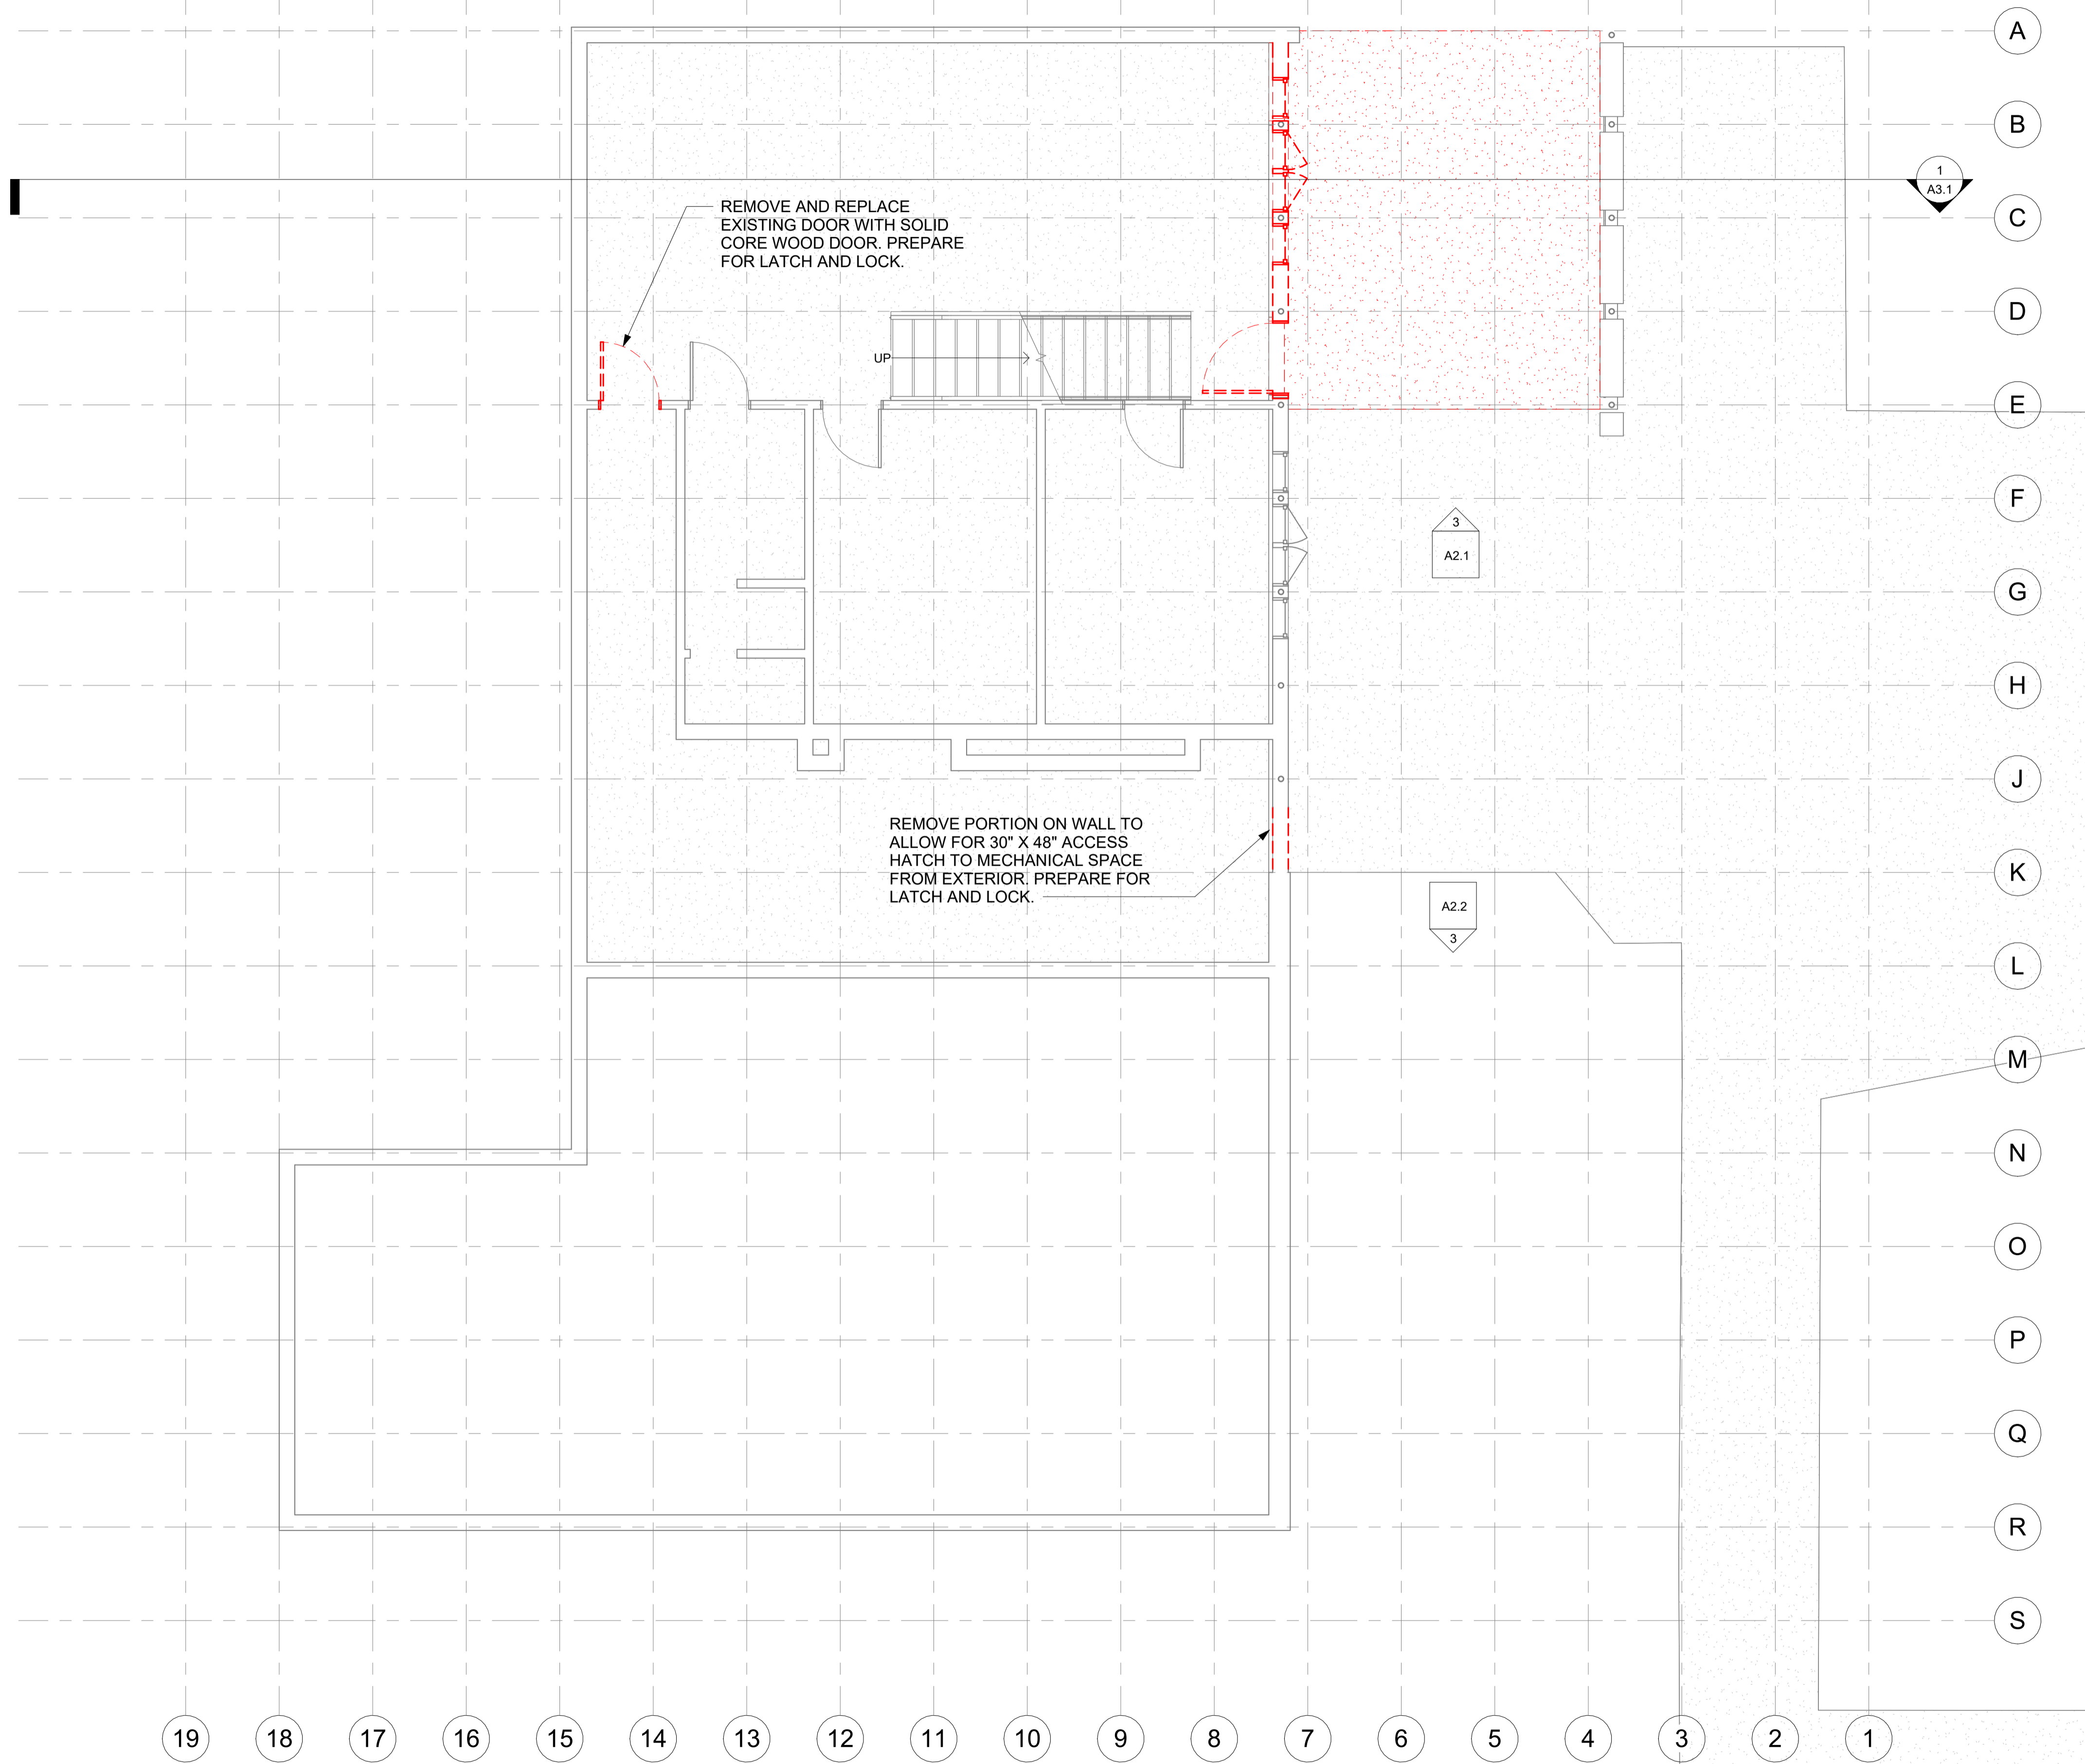 A
B
1
A3.1
C
REMOVE AND REPLACE
EXISTING DOOR WITH SOLID
CORE WOOD DOOR. PREPARE
FOR LATCH AND LOCK.
D
UP
E
F
3
A2.1
G
H
J
REMOVE PORTION ON WALL TO
ALLOW FOR 30" X 48" ACCESS
HATCH TO MECHANICAL SPACE
FROM EXTERIOR. PREPARE FOR
LATCH AND LOCK.
K
A2.2
3
L
M
N
O
P
Q
R
S
19 18 17 16 15 14 13 12 11 10 9 8 7 6 5 4 3 2 1